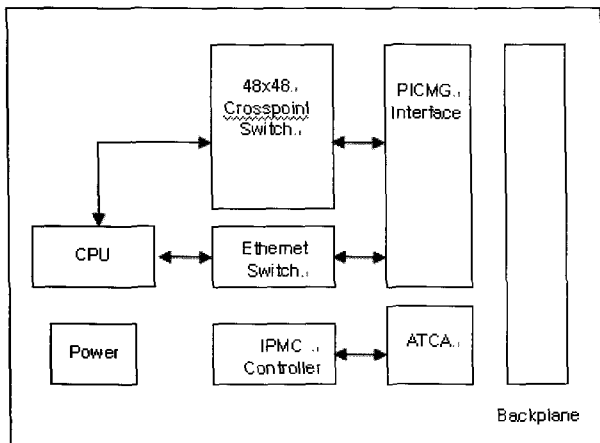 48x48
Crosspoint
Switch
PICMG
Interface
CPU
Ethernet
Switch
Power
IPMC
Controller
ATCA
Backplane